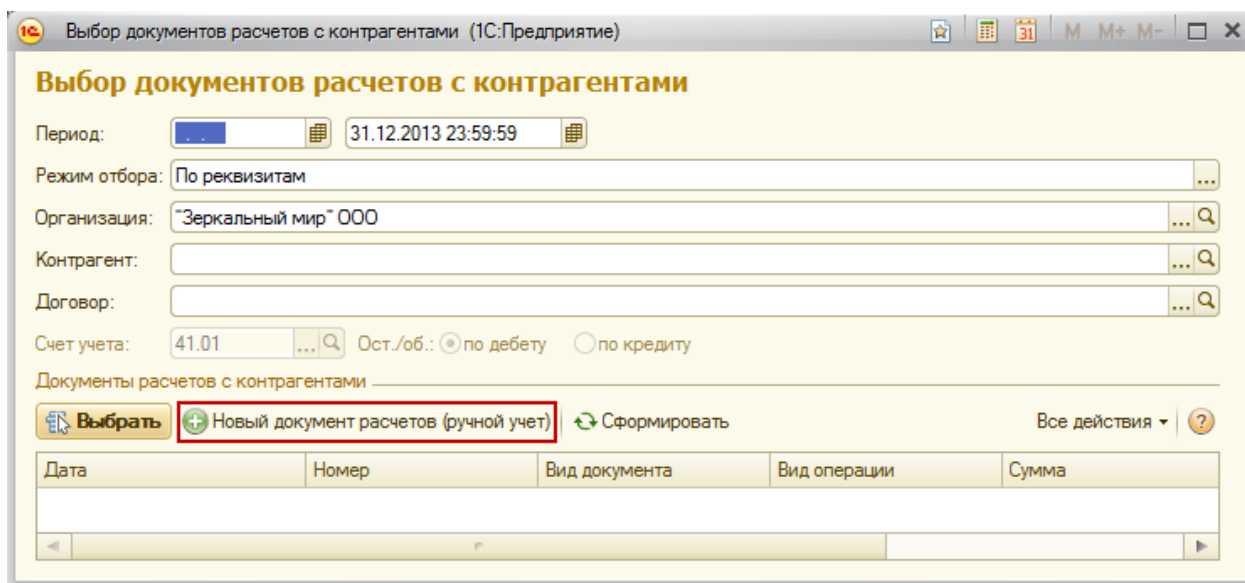 Выбор документов расчетов с контрагентами (1С:Предприятие) 31 M M+ M-
Выбор документов расчетов с контрагентами
Период: . . 31.12.2013 23:59:59
Режим отбора: По реквизитам ...
Организация: "Зеркальный мир" ООО ...
Контрагент: ...
Договор: ...
Счет учета: 41.01 ... Ост./об.: по дебету по кредиту
Документы расчетов с контрагентами
Выбрать Новый документ расчетов (ручной учет) Сформировать Все действия ?
Дата Номер Вид документа Вид операции Сумма